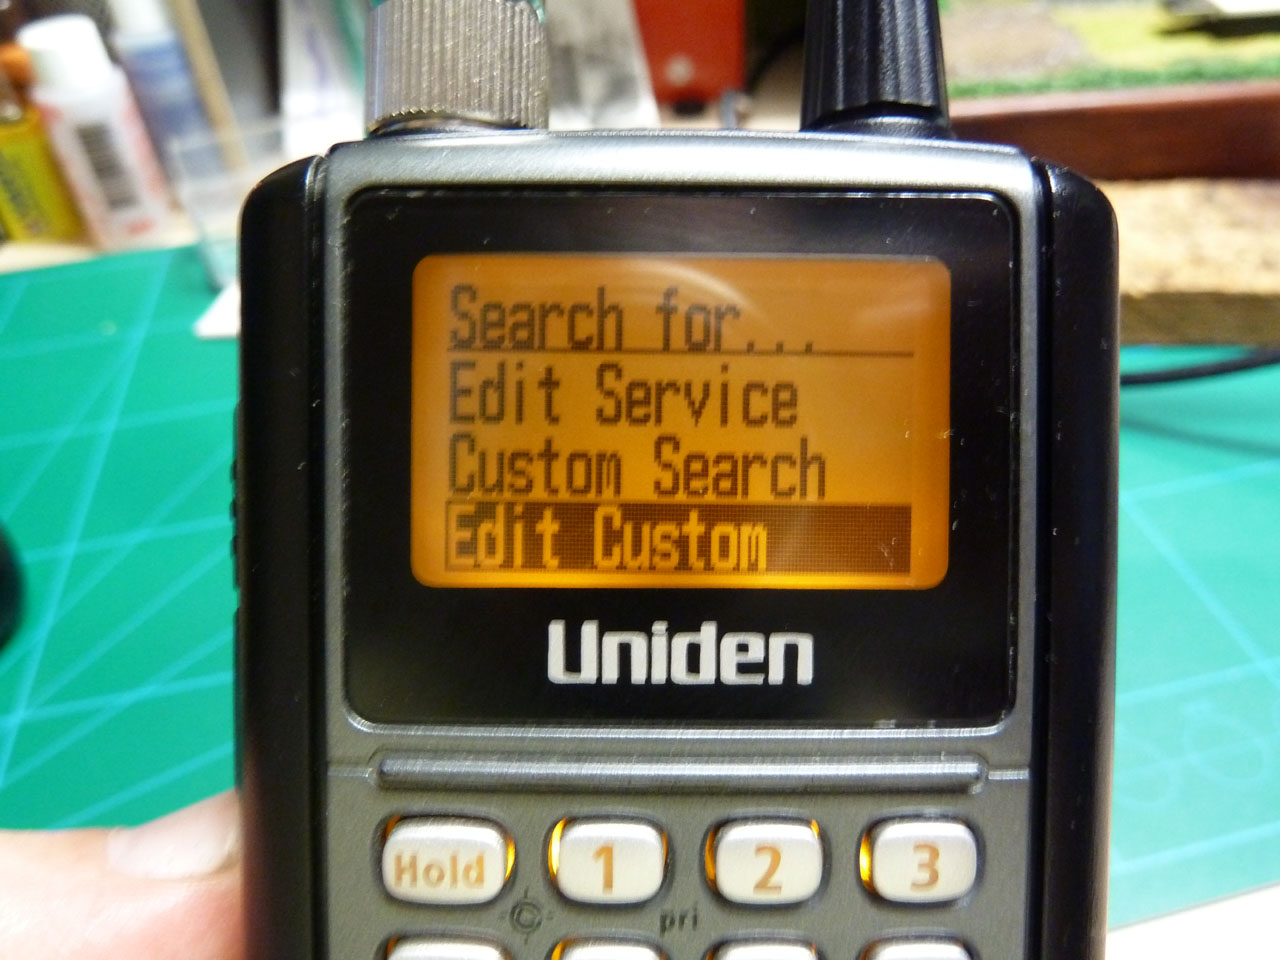 Search for...
Edit Service
Custom Search
Edit Custom
Uniden
Hold 1 2 3
pri